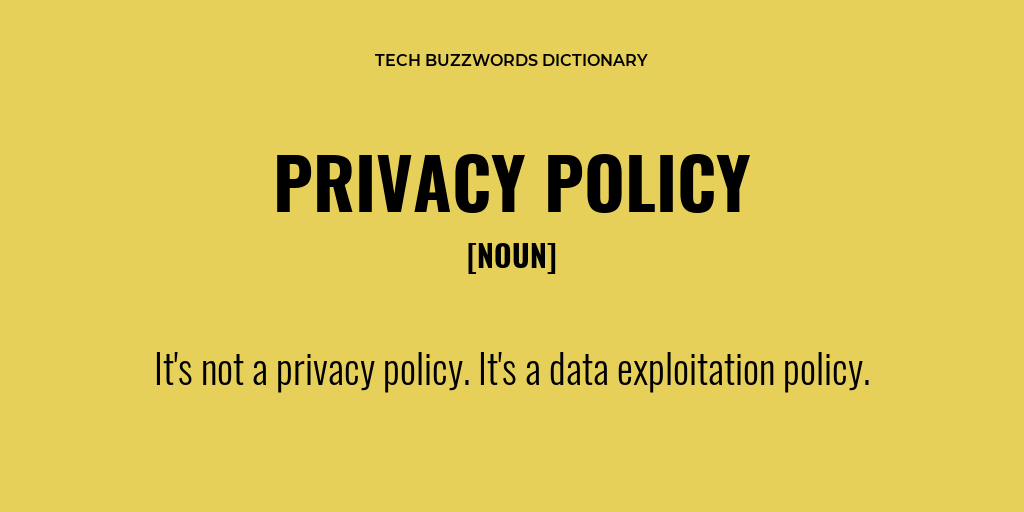 TECH BUZZWORDS DICTIONARY
PRIVACY POLICY
[NOUN]
It's not a privacy policy. It's a data exploitation policy.